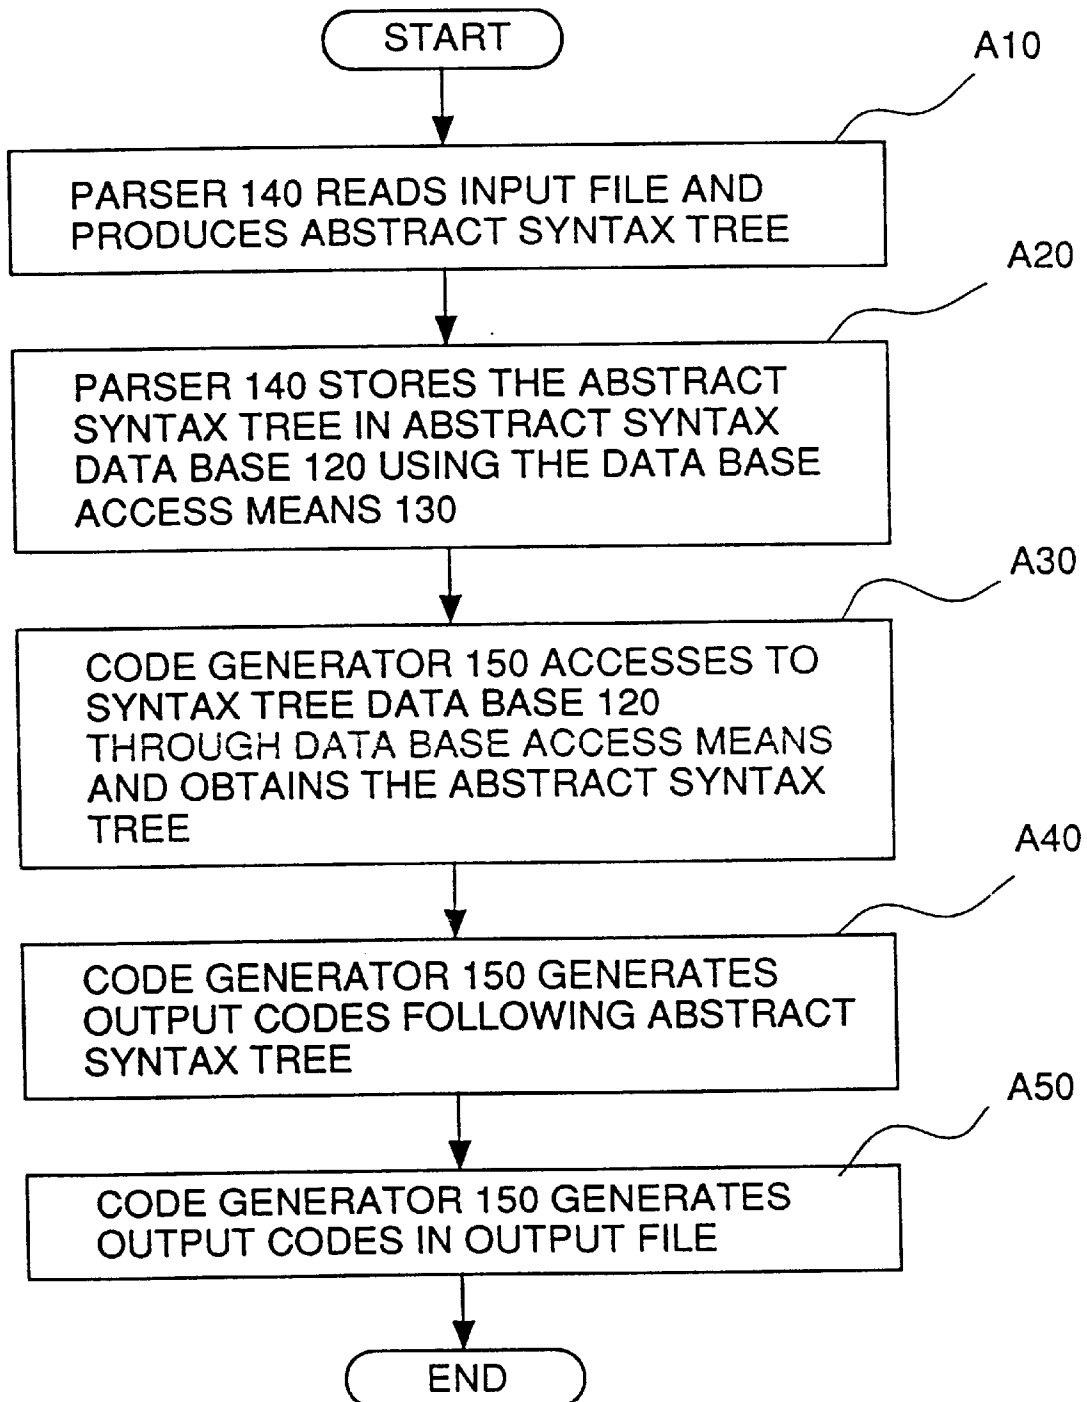 START
A10
PARSER 140 READS INPUT FILE AND
PRODUCES ABSTRACT SYNTAX TREE
A20
PARSER 140 STORES THE ABSTRACT
SYNTAX TREE IN ABSTRACT SYNTAX
DATA BASE 120 USING THE DATA BASE
ACCESS MEANS 130
A30
CODE GENERATOR 150 ACCESSES TO
SYNTAX TREE DATA BASE 120
THROUGH DATA BASE ACCESS MEANS
AND OBTAINS THE ABSTRACT SYNTAX
TREE
A40
CODE GENERATOR 150 GENERATES
OUTPUT CODES FOLLOWING ABSTRACT
SYNTAX TREE
A50
CODE GENERATOR 150 GENERATES
OUTPUT CODES IN OUTPUT FILE
END